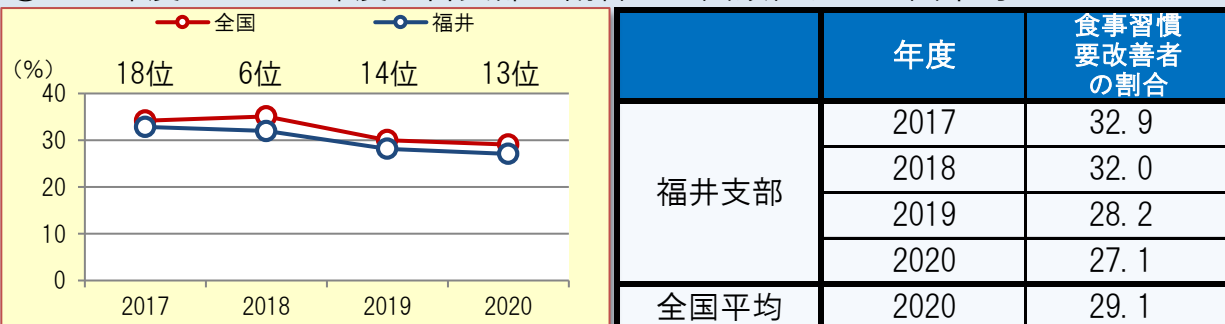 全国 福井
(%) 18位 6位 14位 13位
40
30
20
10
0
2017 2018 2019 2020
年度 食事習慣
要改善者
の割合
福井支部
2017 32.9
2018 32.0
2019 28.2
2020 27.1
全国平均 2020 29.1